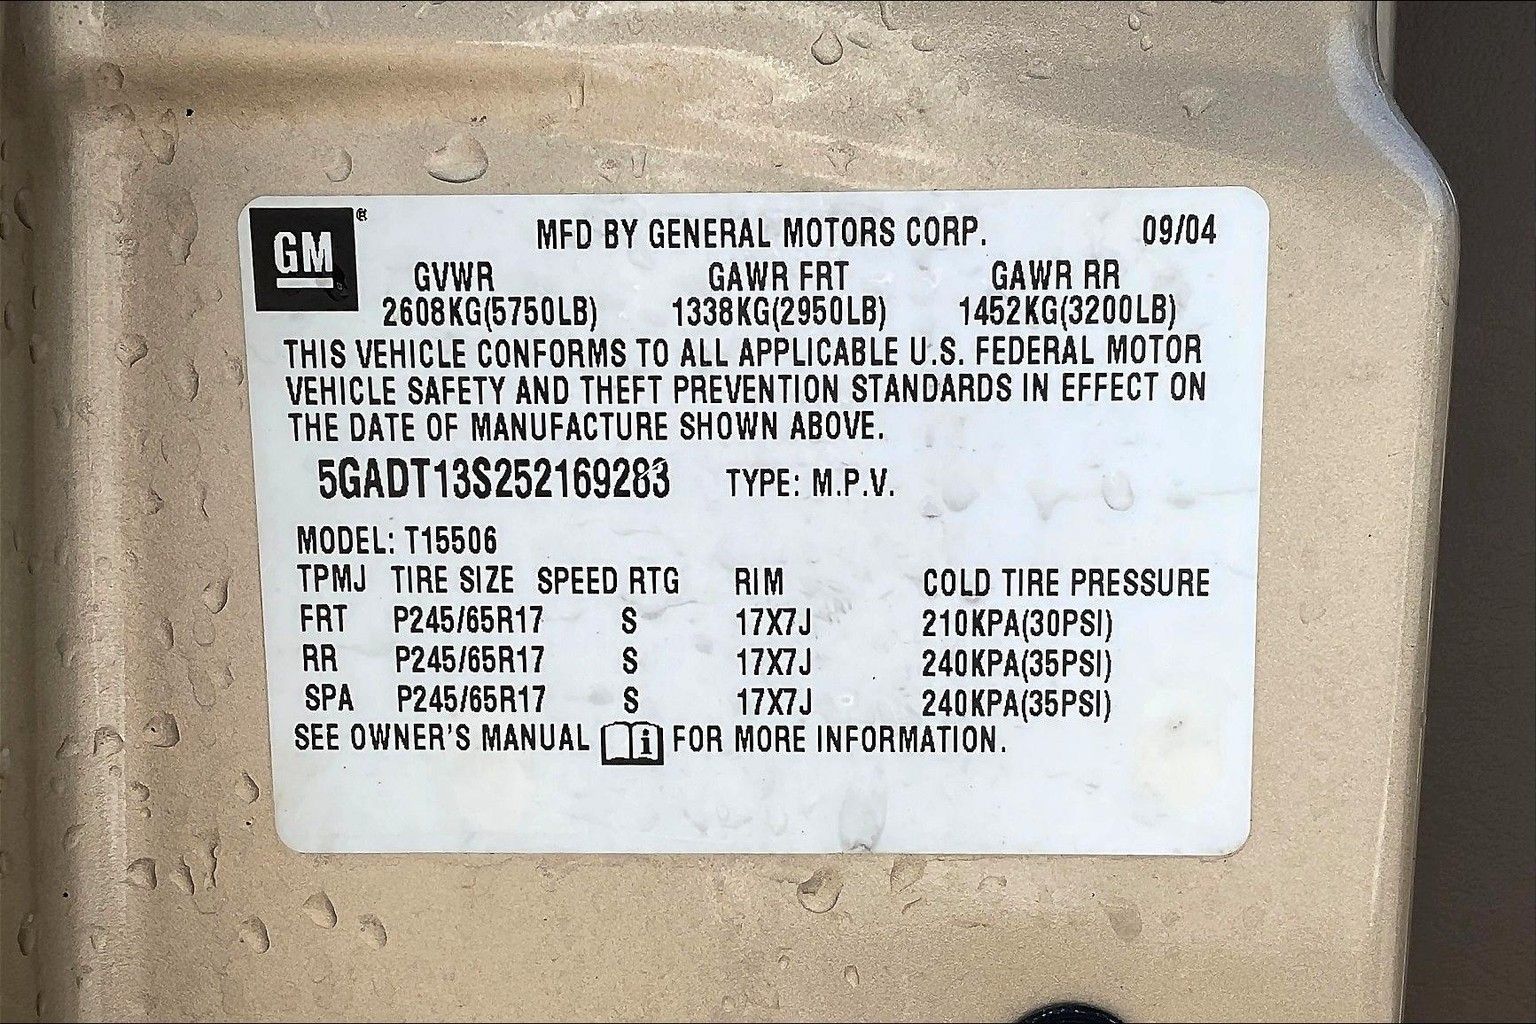 GM ®
MFD BY GENERAL MOTORS CORP. 09/04
GVWR GAWR FRT GAWR RR
2608KG(5750LB) 1338KG(2950LB) 1452KG(3200LB)
THIS VEHICLE CONFORMS TO ALL APPLICABLE U.S. FEDERAL MOTOR
VEHICLE SAFETY AND THEFT PREVENTION STANDARDS IN EFFECT ON
THE DATE OF MANUFACTURE SHOWN ABOVE.
5GADT13S252169283 TYPE: M.P.V.
MODEL: T15506
TPMJ TIRE SIZE SPEED RTG RIM COLD TIRE PRESSURE
FRT P245/65R17 S 17X7J 210KPA(30PSI)
RR P245/65R17 S 17X7J 240KPA(35PSI)
SPA P245/65R17 S 17X7J 240KPA(35PSI)
SEE OWNER'S MANUAL i FOR MORE INFORMATION.